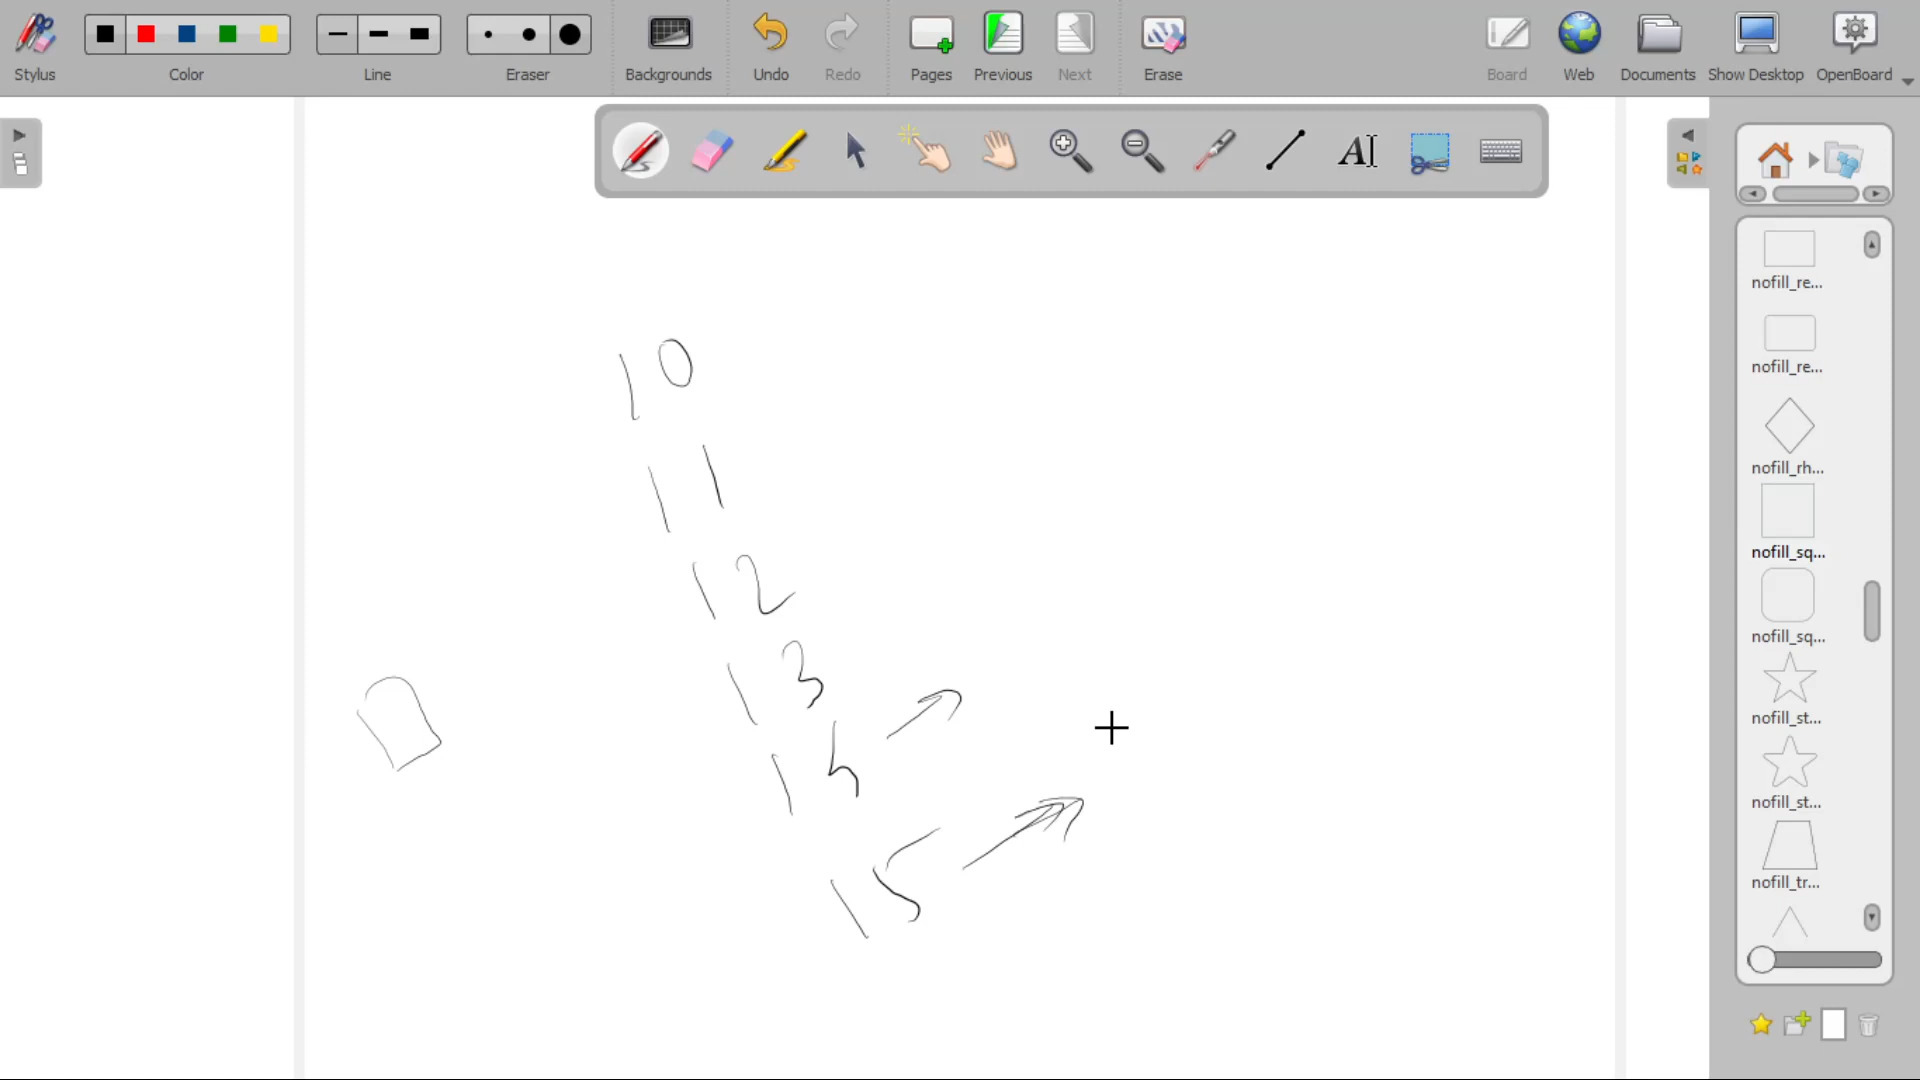 Stylus
Color
Line
Eraser
Backgrounds
Undo
Redo
Pages
Previous
Next
Erase
Board
Web
Documents
Show Desktop
OpenBoard
AI
10
11
12
13
14
15
nofill_re...
nofill_re...
nofill_rh...
nofill_sq...
nofill_sq...
nofill_st...
nofill_st...
nofill_tr...